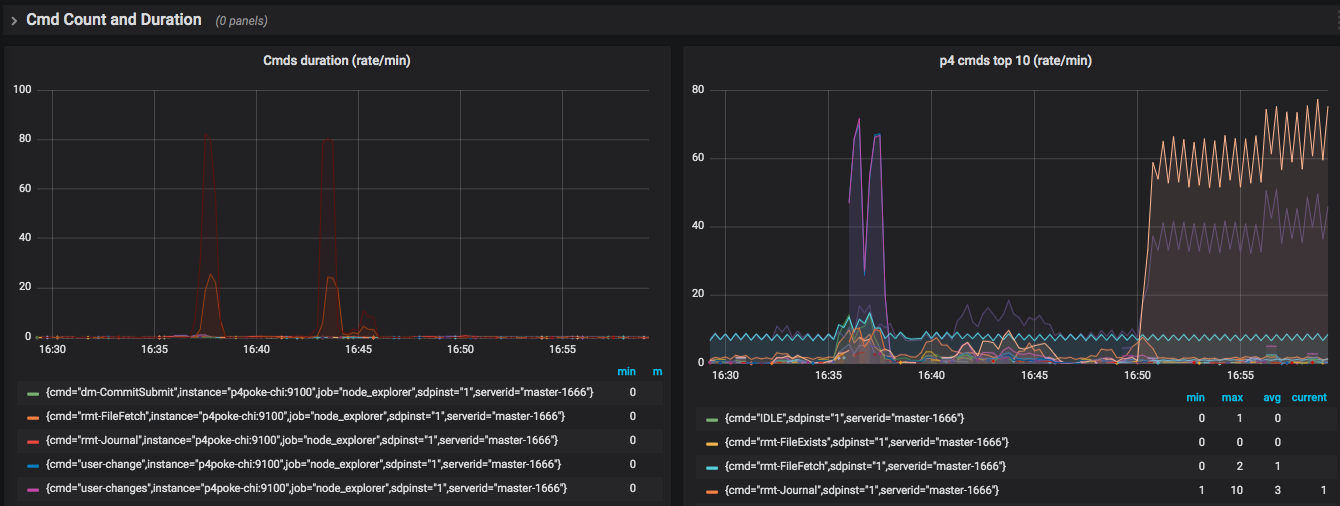 Cmd Count and Duration (0 panels)
Cmds duration (rate/min)
100
80
60
40
20
0
16:30 16:35 16:40 16:45 16:50 16:55
min m
{cmd="dm-CommitSubmit",instance="p4poke-chi:9100",job="node_explorer",sdpinst="1",serverid="master-1666"} 0
{cmd="rmt-FileFetch",instance="p4poke-chi:9100",job="node_explorer",sdpinst="1",serverid="master-1666"} 0
{cmd="rmt-Journal",instance="p4poke-chi:9100",job="node_explorer",sdpinst="1",serverid="master-1666"} 0
{cmd="user-change",instance="p4poke-chi:9100",job="node_explorer",sdpinst="1",serverid="master-1666"} 0
{cmd="user-changes",instance="p4poke-chi:9100",job="node_explorer",sdpinst="1",serverid="master-1666"} 0
p4 cmds top 10 (rate/min)
80
60
40
20
0
16:30 16:35 16:40 16:45 16:50 16:55
min max avg current
{cmd="IDLE",sdpinst="1",serverid="master-1666"} 0 1 0
{cmd="rmt-FileExists",sdpinst="1",serverid="master-1666"} 0 0 0
{cmd="rmt-FileFetch",sdpinst="1",serverid="master-1666"} 0 2 1
{cmd="rmt-Journal",sdpinst="1",serverid="master-1666"} 1 10 3 1